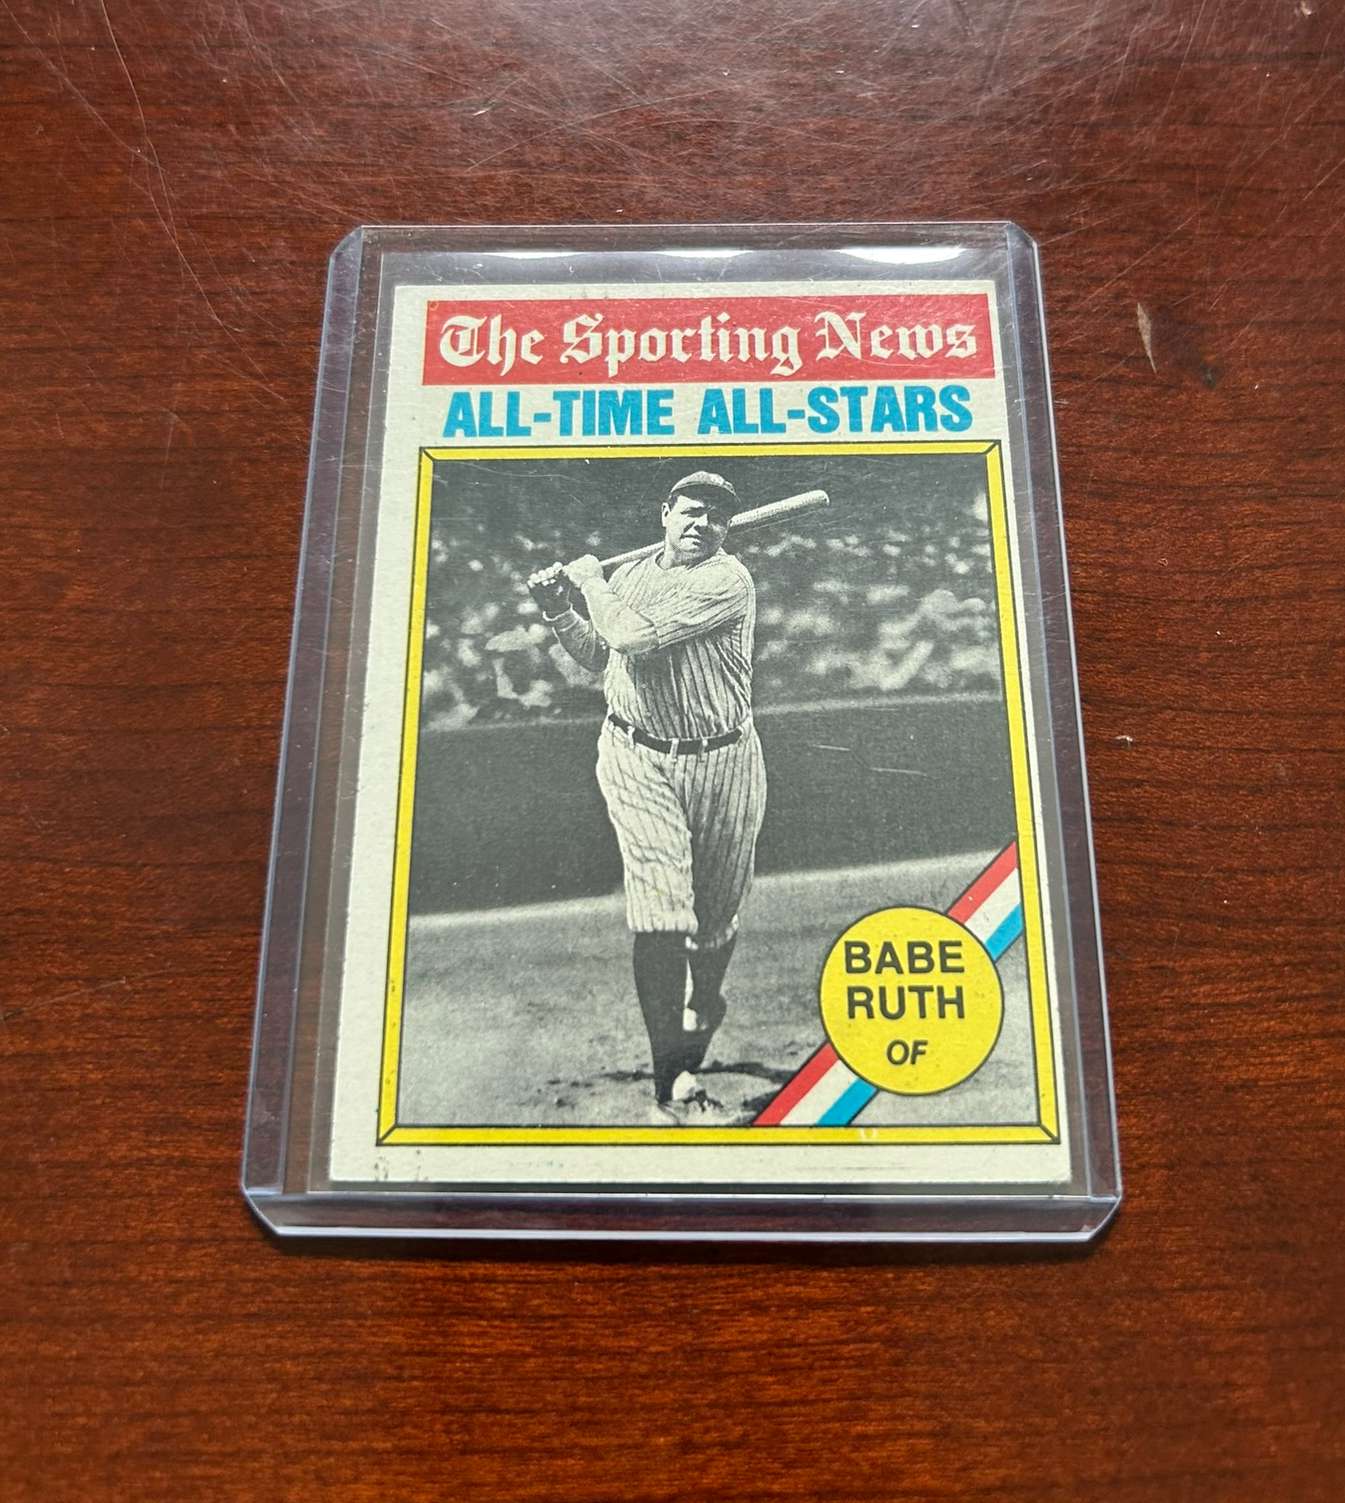 The Sporting News
ALL-TIME ALL-STARS
BABE
RUTH
OF